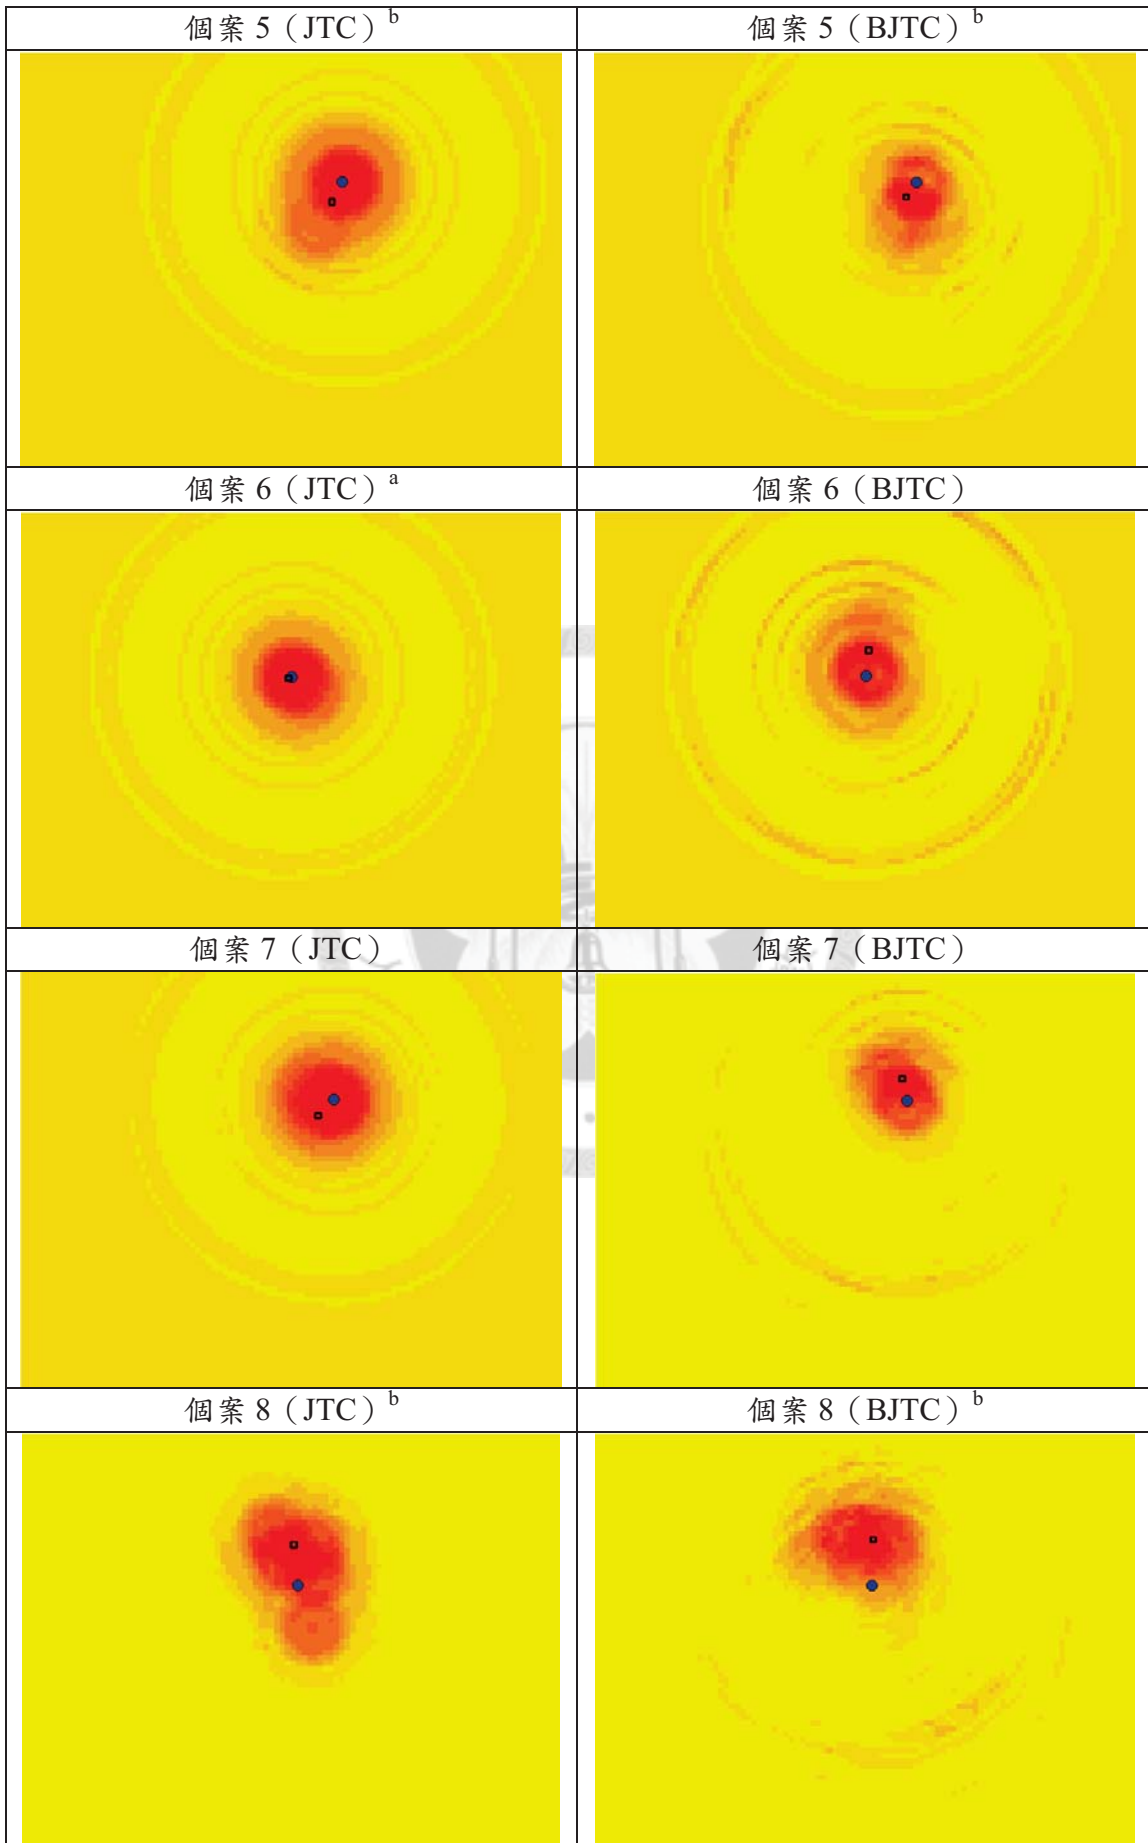 個案 5（JTC）b
個案 5（BJTC）b
個案 6（JTC）a
個案 6（BJTC）
個案 7（JTC）
個案 7（BJTC）
個案 8（JTC）b
個案 8（BJTC）b